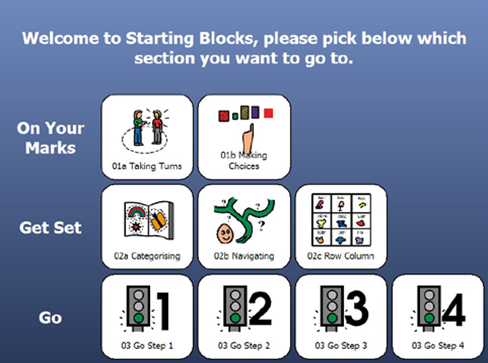 Welcome to Starting Blocks, please pick below which
section you want to go to.
On Your
Marks
01a Taking Turns
01b Making
Choices
Get Set
02a Categorising
02b Navigating
02c Row Column
Go
1
03 Go Step 1
2
03 Go Step 2
3
03 Go Step 3
4
03 Go Step 4